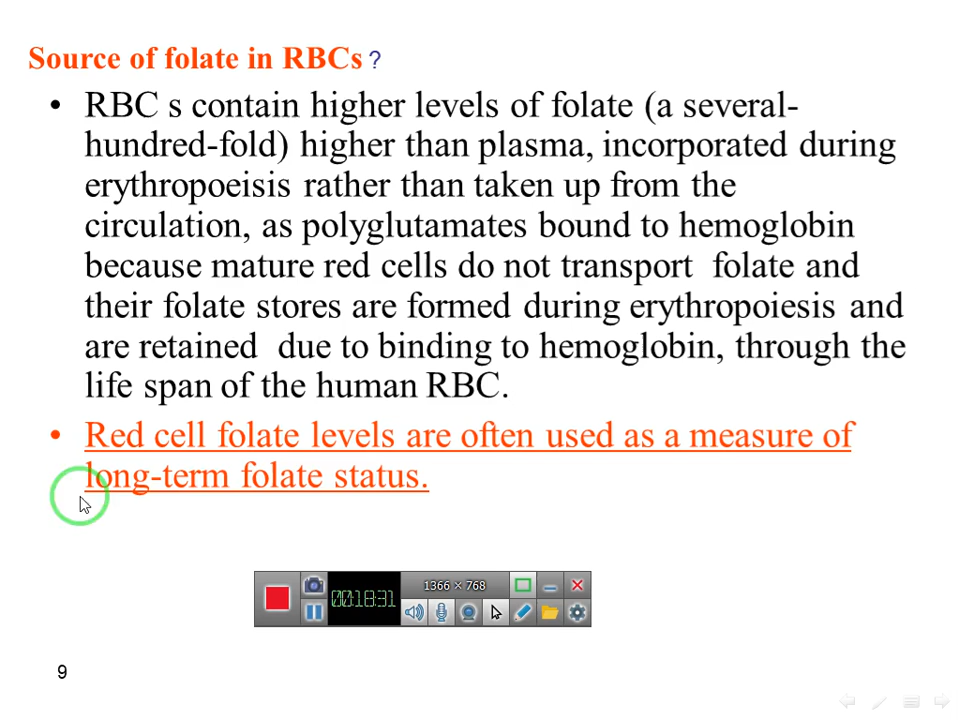 Source of folate in RBCs ?
• RBC s contain higher levels of folate (a several-
hundred-fold) higher than plasma, incorporated during
erythropoeisis rather than taken up from the
circulation, as polyglutamates bound to hemoglobin
because mature red cells do not transport folate and
their folate stores are formed during erythropoiesis and
are retained due to binding to hemoglobin, through the
life span of the human RBC.
• Red cell folate levels are often used as a measure of
long-term folate status.
1366 × 768
00:18:31
9